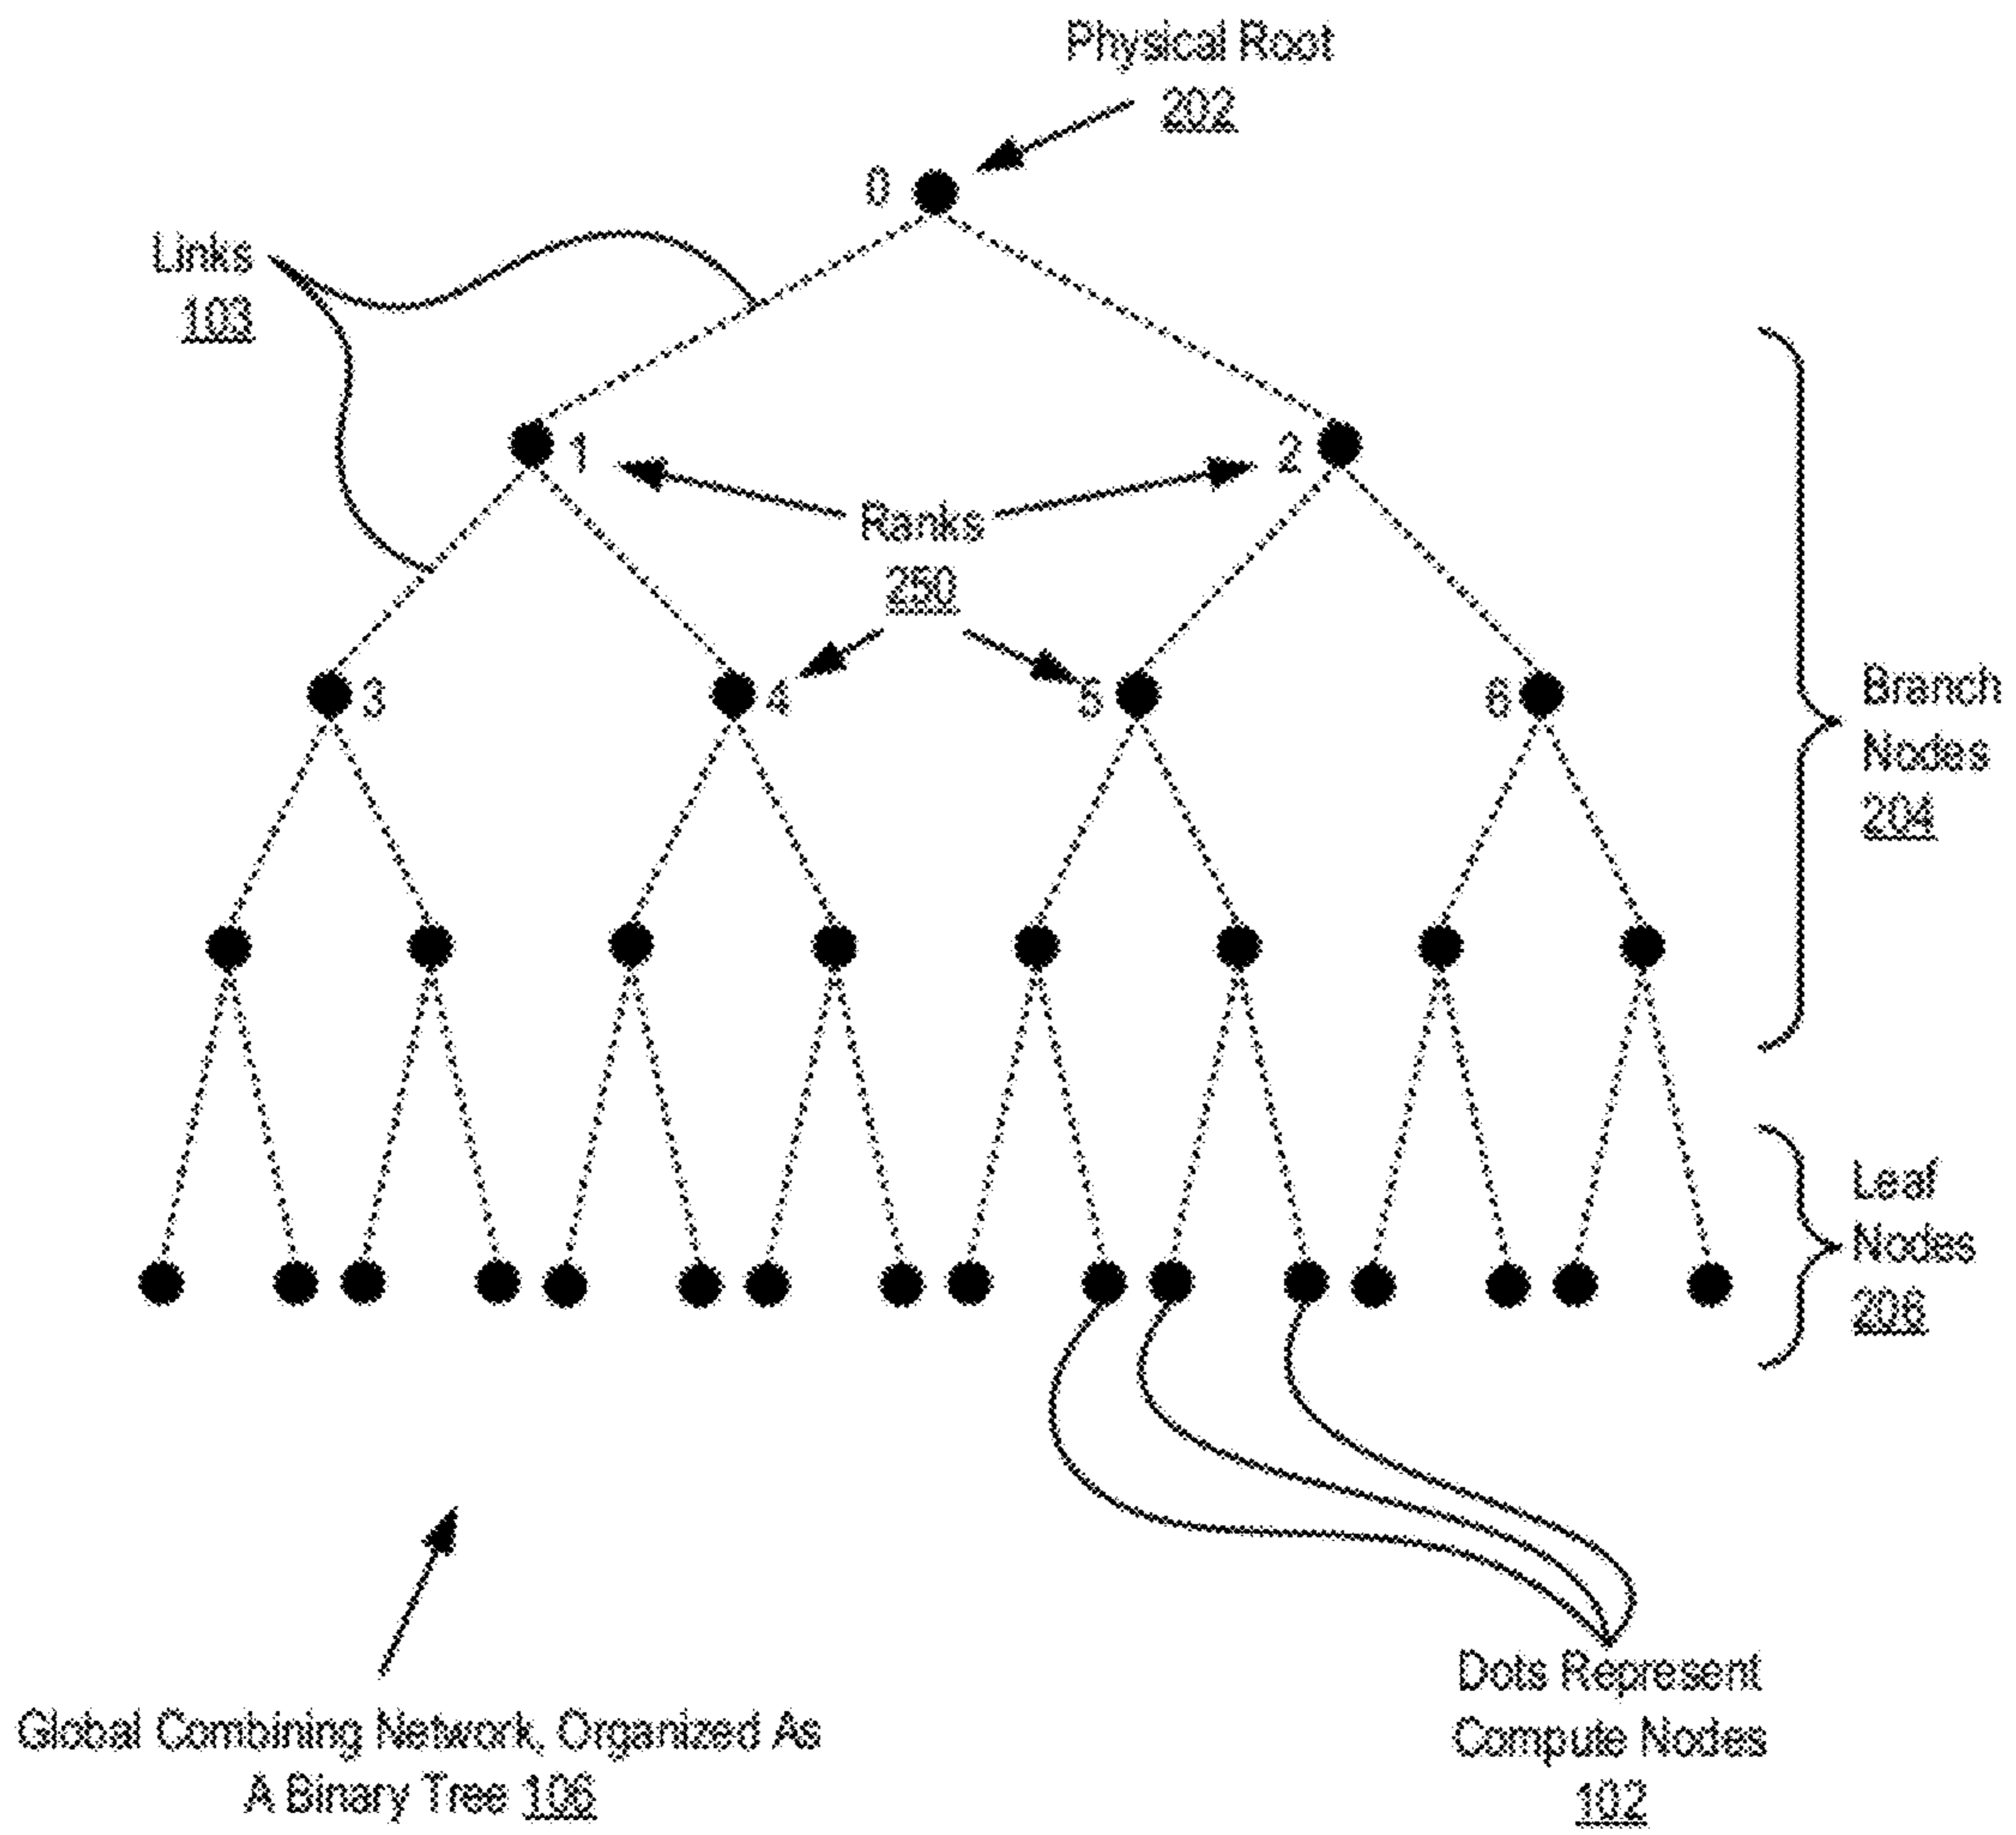 Physical Root
202
0
Links
103
1
2
Ranks
250
3
4
5
6
Branch
Nodes
204
Leaf
Nodes
206
Global Combining Network, Organized As
A Binary Tree 106
Dots Represent
Compute Nodes
102